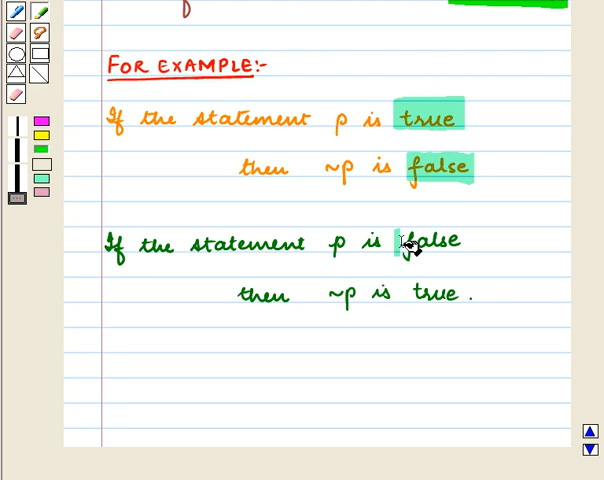 FOR EXAMPLE:-
If the statement p is true
then ~p is false
If the statement p is false
then ~p is true.